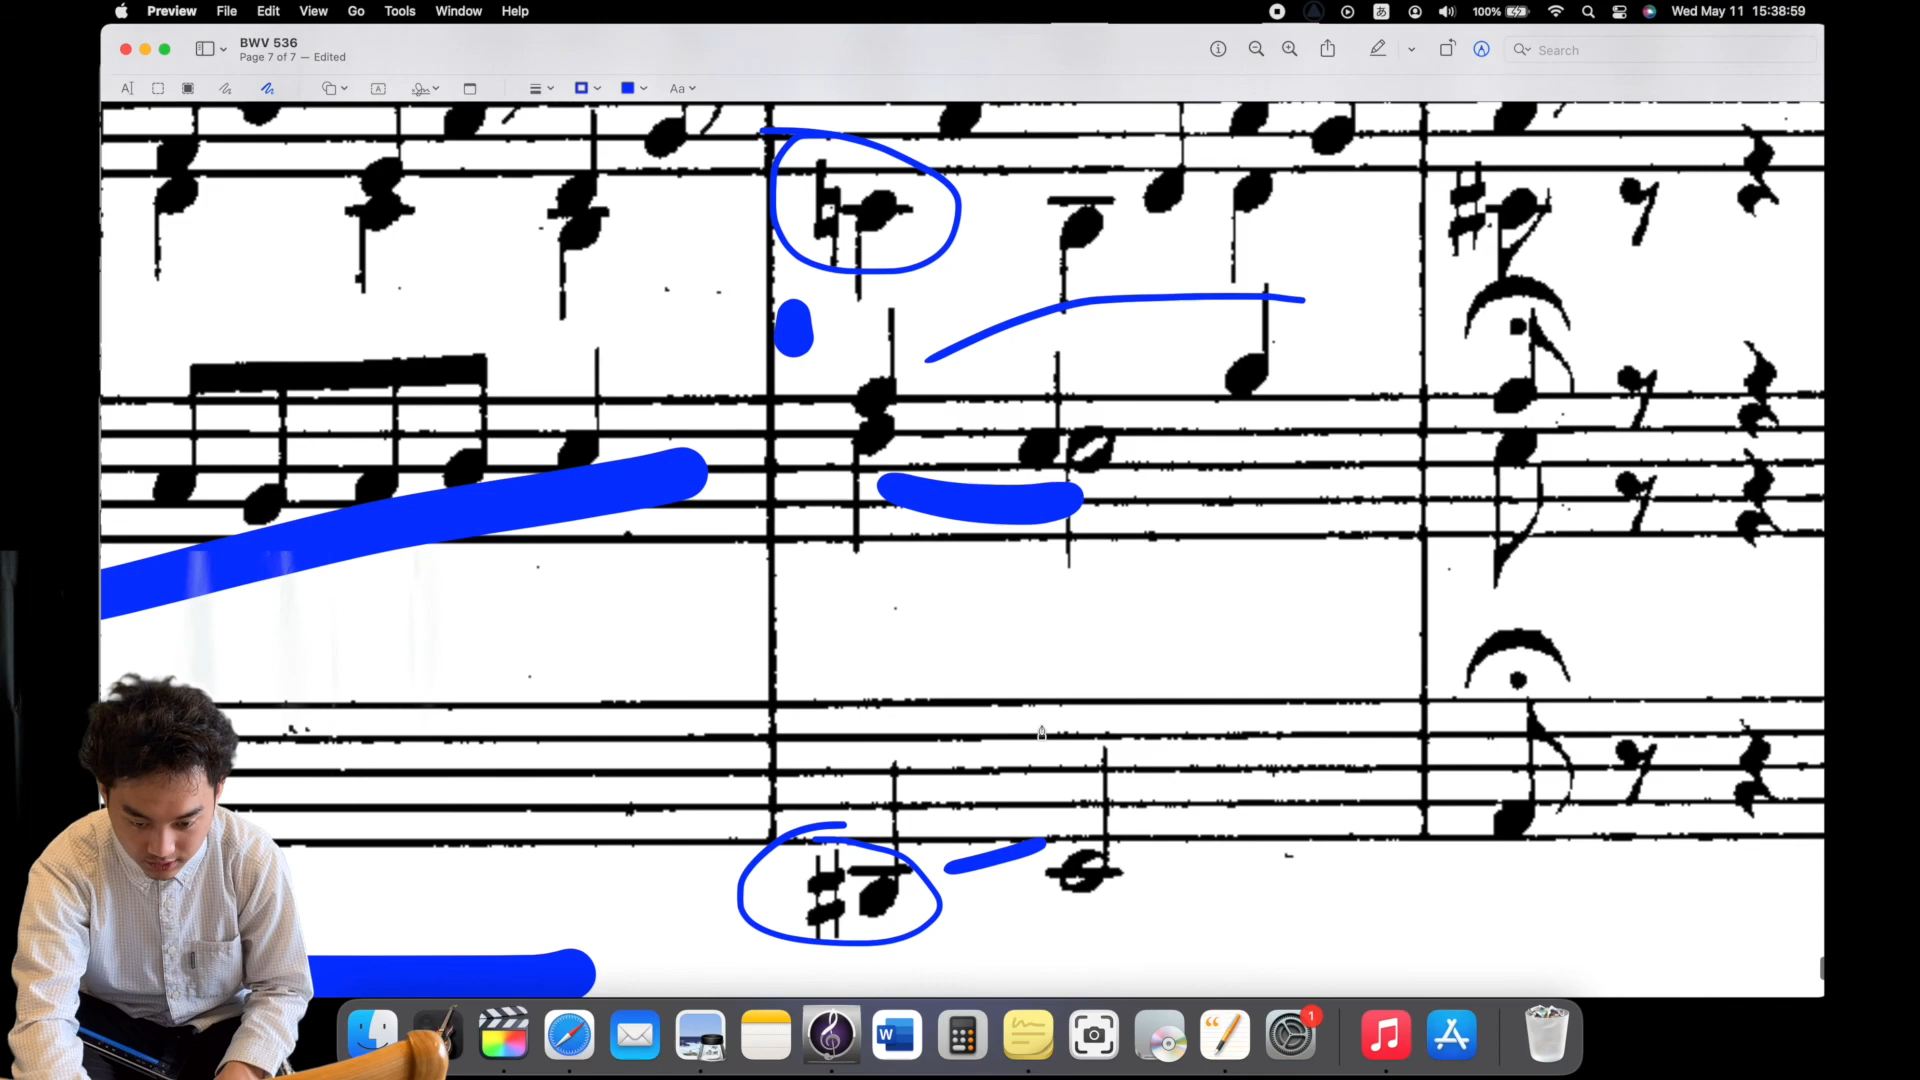 Preview File Edit View Go Tools Window Help
100% Wed May 11 15:38:59
BWV 536
Page 7 of 7 — Edited
Search
A
Aa
1
W